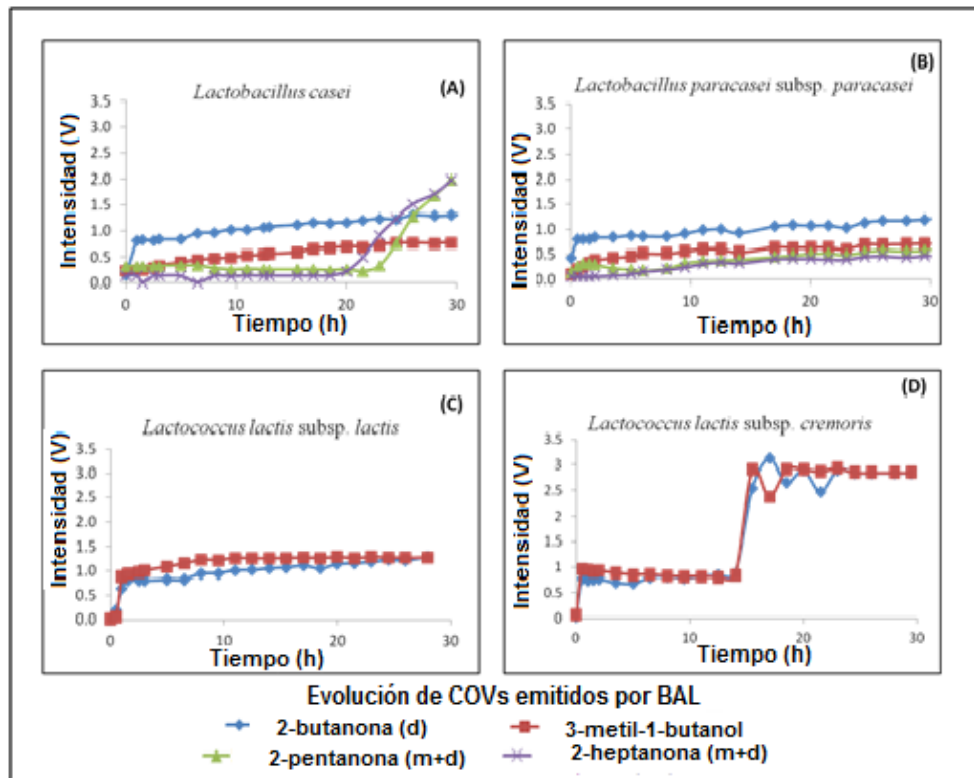 (A)
Lactobacillus casei
Intensidad (V)
3.5
3.0
2.5
2.0
1.5
1.0
0.5
0.0
0 10 20 30
Tiempo (h)
(B)
Lactobacillus paracasei subsp. paracasei
Intensidad (V)
3.5
3.0
2.5
2.0
1.5
1.0
0.5
0.0
0 10 20 30
Tiempo (h)
(C)
Lactococcus lactis subsp. lactis
Intensidad (V)
3.5
3.0
2.5
2.0
1.5
1.0
0.5
0.0
0 10 20 30
Tiempo (h)
(D)
Lactococcus lactis subsp. cremoris
Intensidad (V)
3.5
3
2.5
2
1.5
1
0.5
0
0 10 20 30
Tiempo (h)
Evolución de COVs emitidos por BAL
2-butanona (d) 3-metil-1-butanol
2-pentanona (m+d) 2-heptanona (m+d)